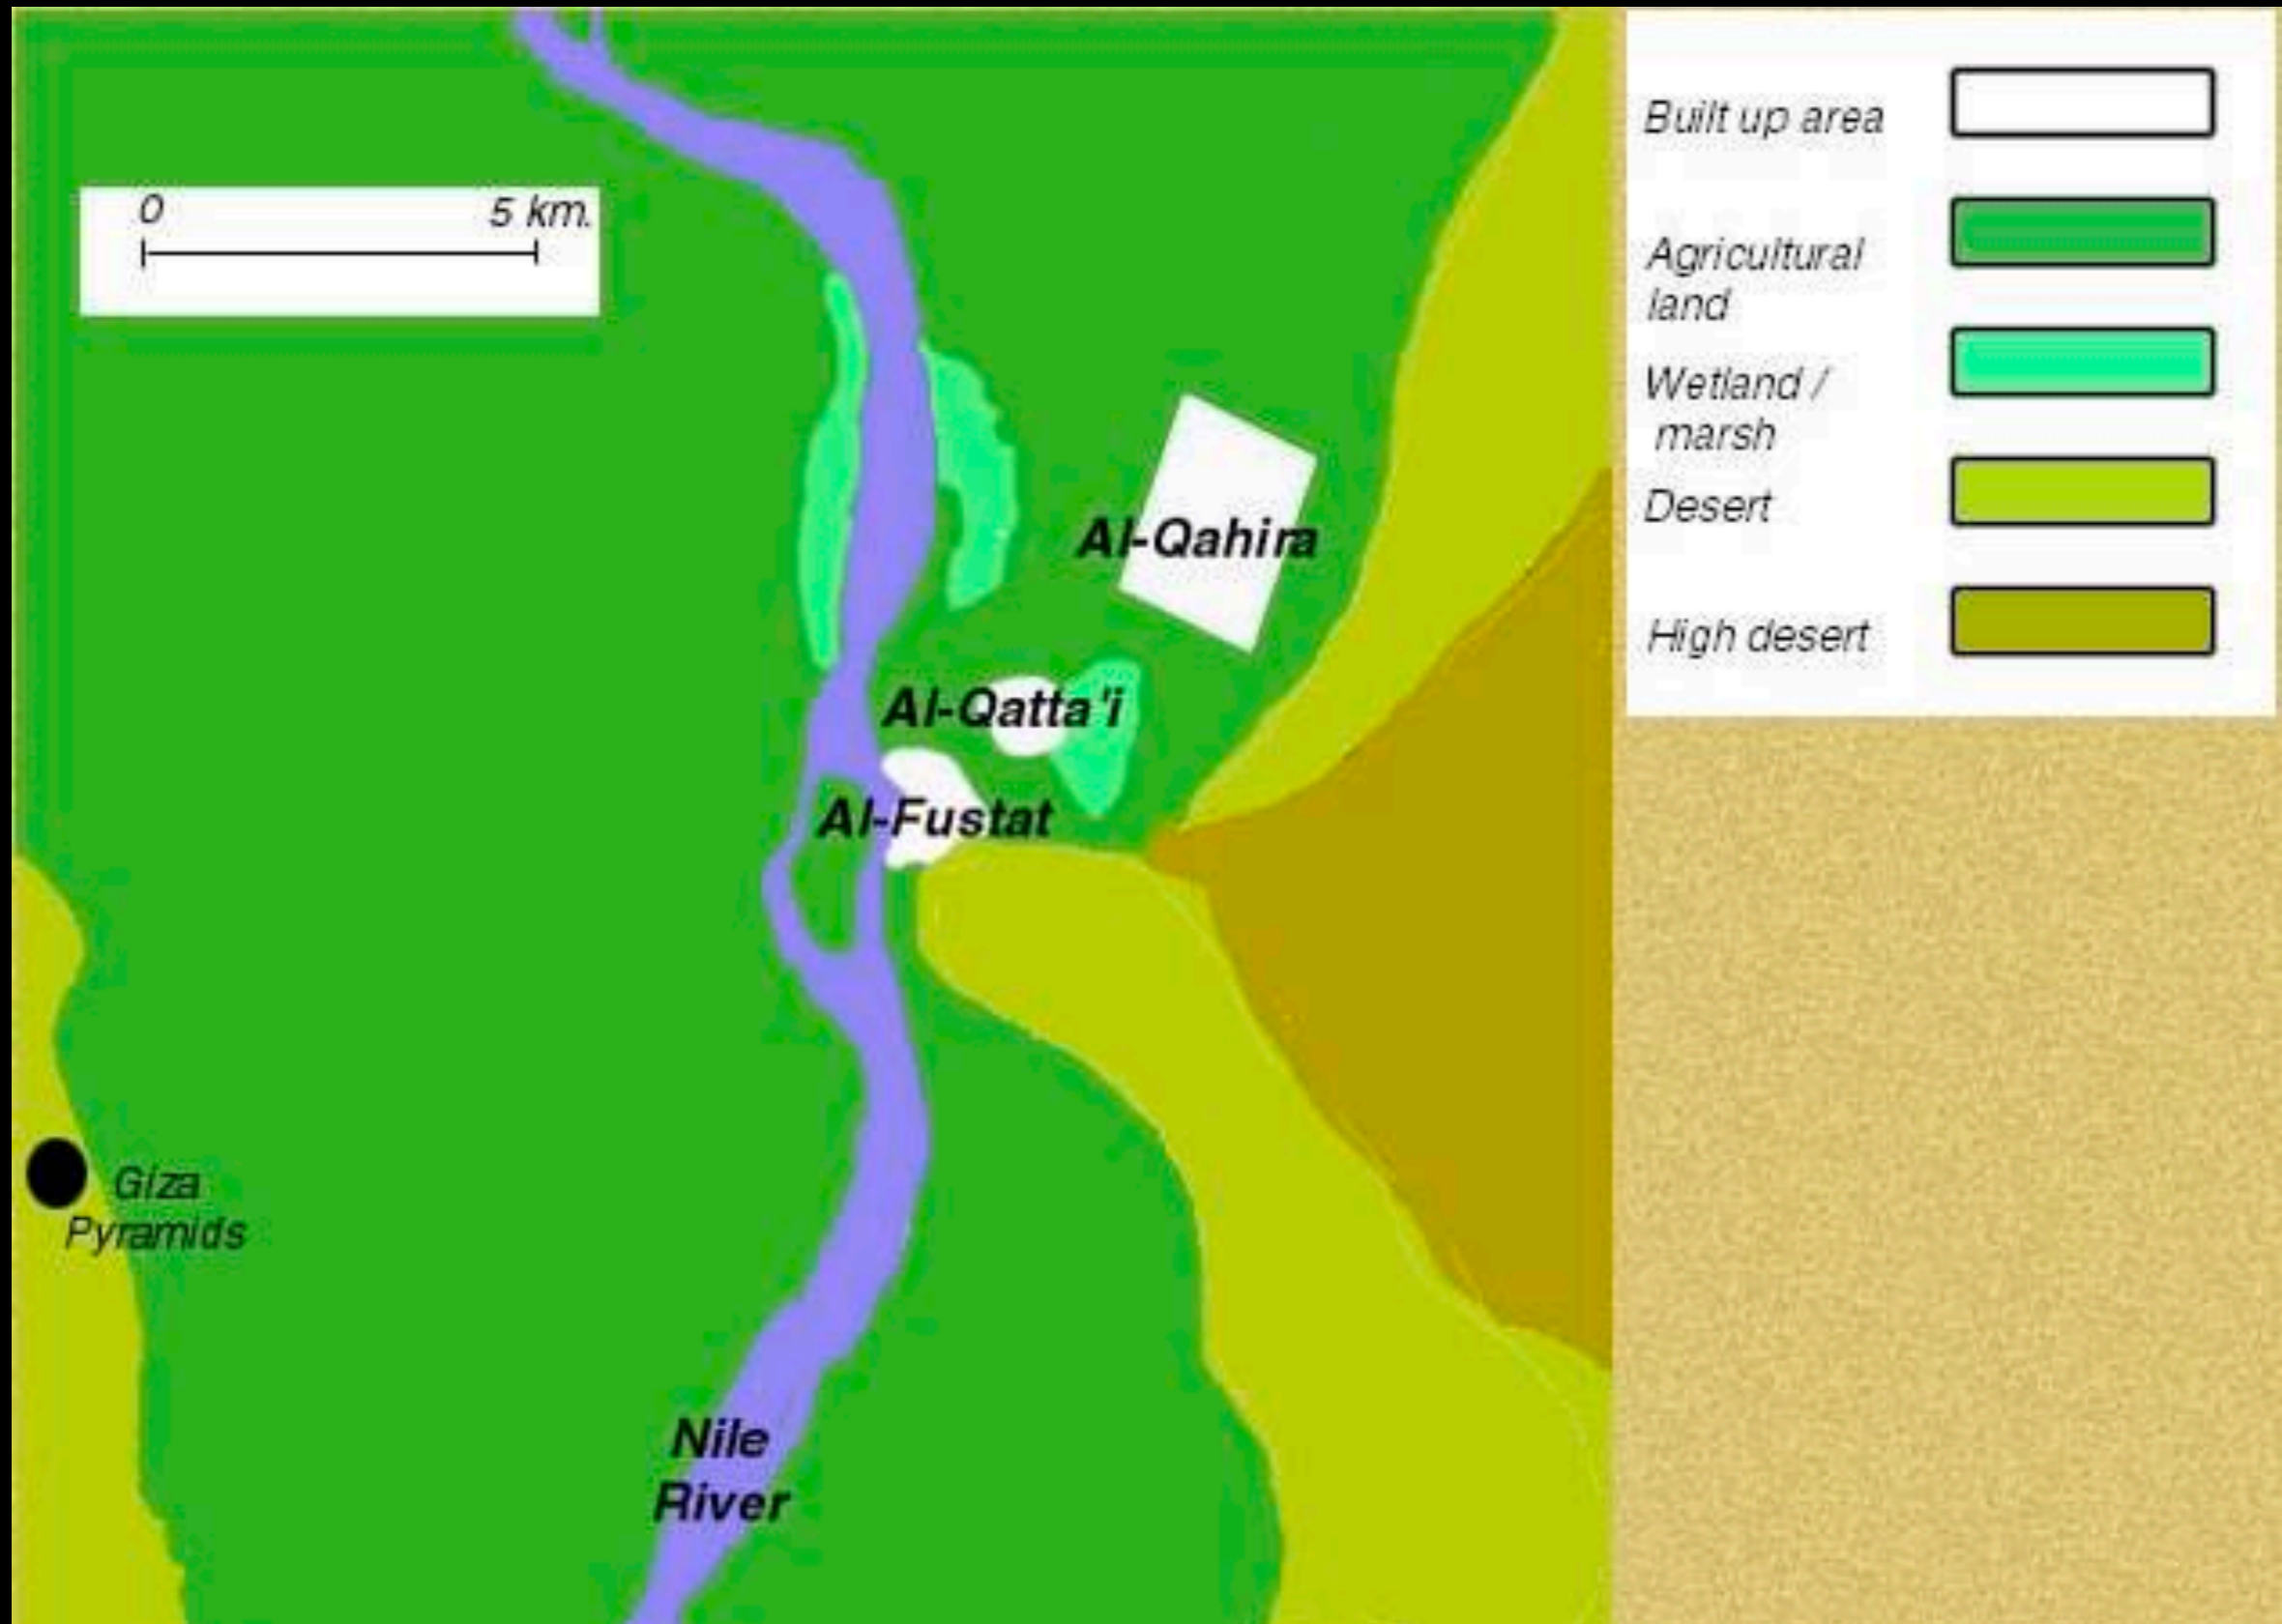 0 5 km.
Built up area
Agricultural
land
Wetland /
marsh
Desert
High desert
Al-Qahira
Al-Qatta'i
Al-Fustat
Giza
Pyramids
Nile
River